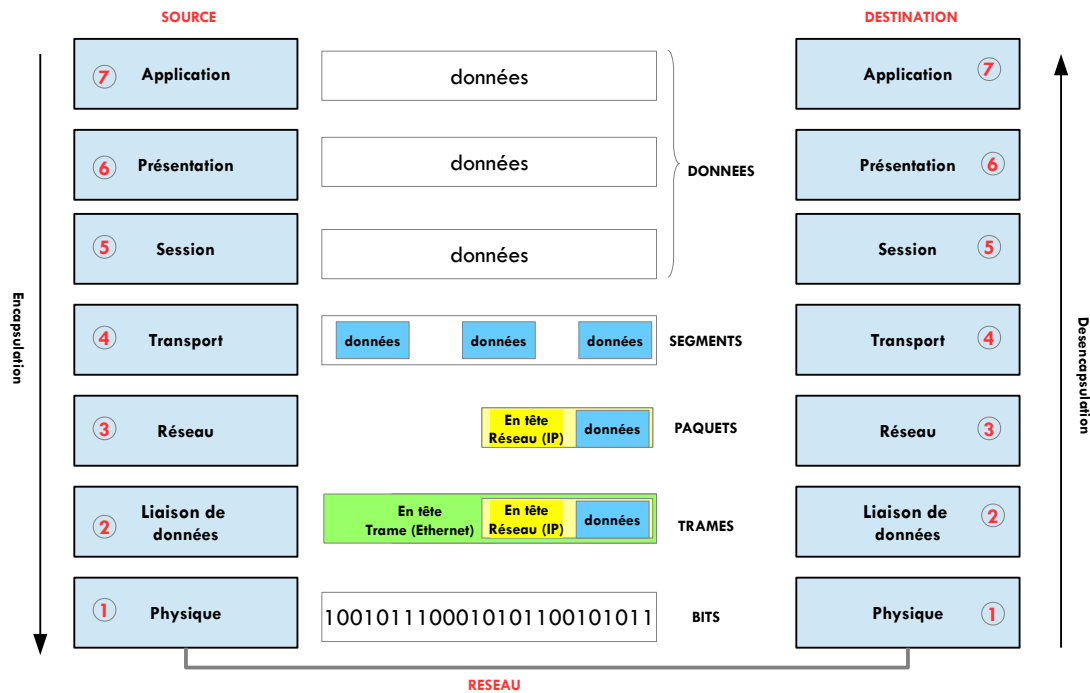 SOURCE
DESTINATION
7 Application
données
Application 7
6 Présentation
données
DONNEES
Présentation 6
5 Session
données
Session 5
Encapsulation
4 Transport
données données données
SEGMENTS
Transport 4
Desencapsulation
3 Réseau
En tête
Réseau (IP)
données
PAQUETS
Réseau 3
2 Liaison de
données
En tête
Trame (Ethernet)
En tête
Réseau (IP)
données
TRAMES
Liaison de
données 2
1 Physique
1001011100010101100101011
BITS
Physique 1
RESEAU